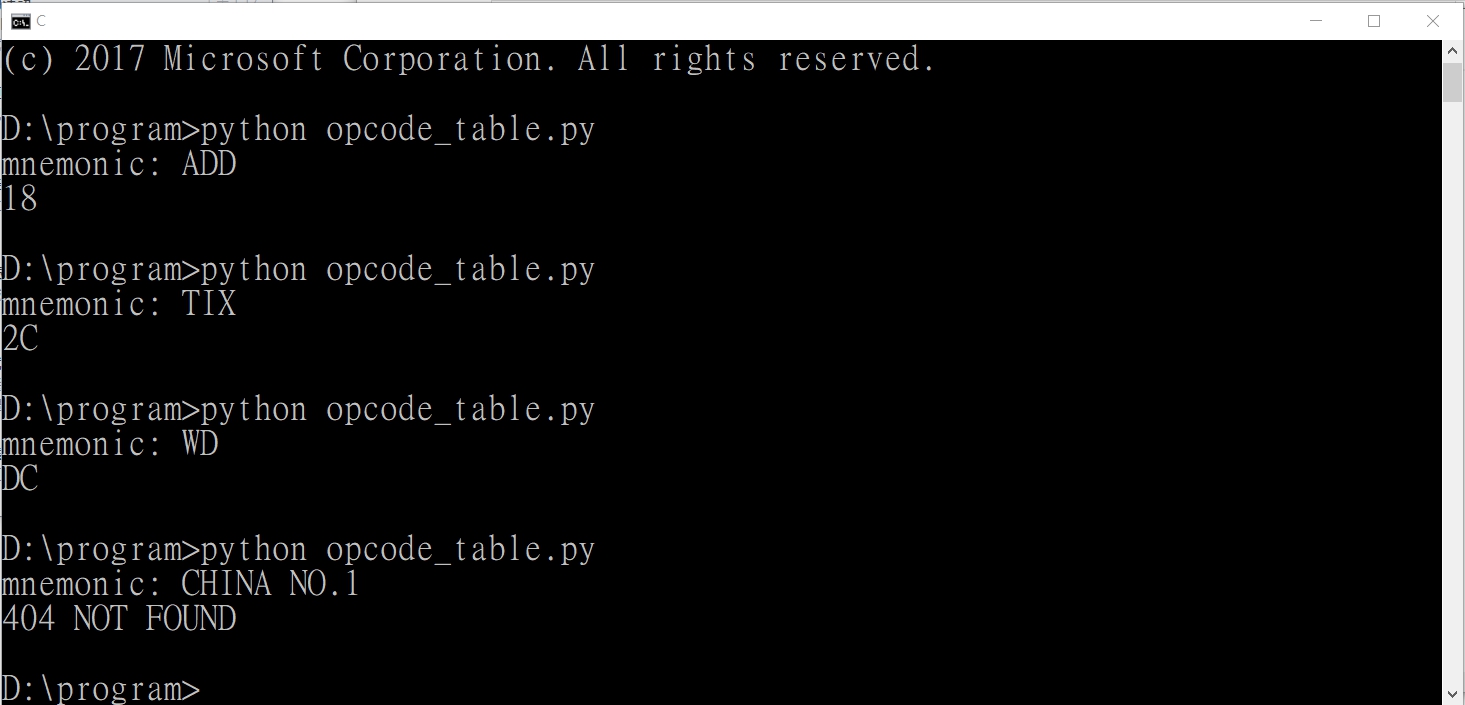 C
(c) 2017 Microsoft Corporation. All rights reserved.
D:\program>python opcode_table.py
mnemonic: ADD
18
D:\program>python opcode_table.py
mnemonic: TIX
2C
D:\program>python opcode_table.py
mnemonic: WD
DC
D:\program>python opcode_table.py
mnemonic: CHINA NO.1
404 NOT FOUND
D:\program>